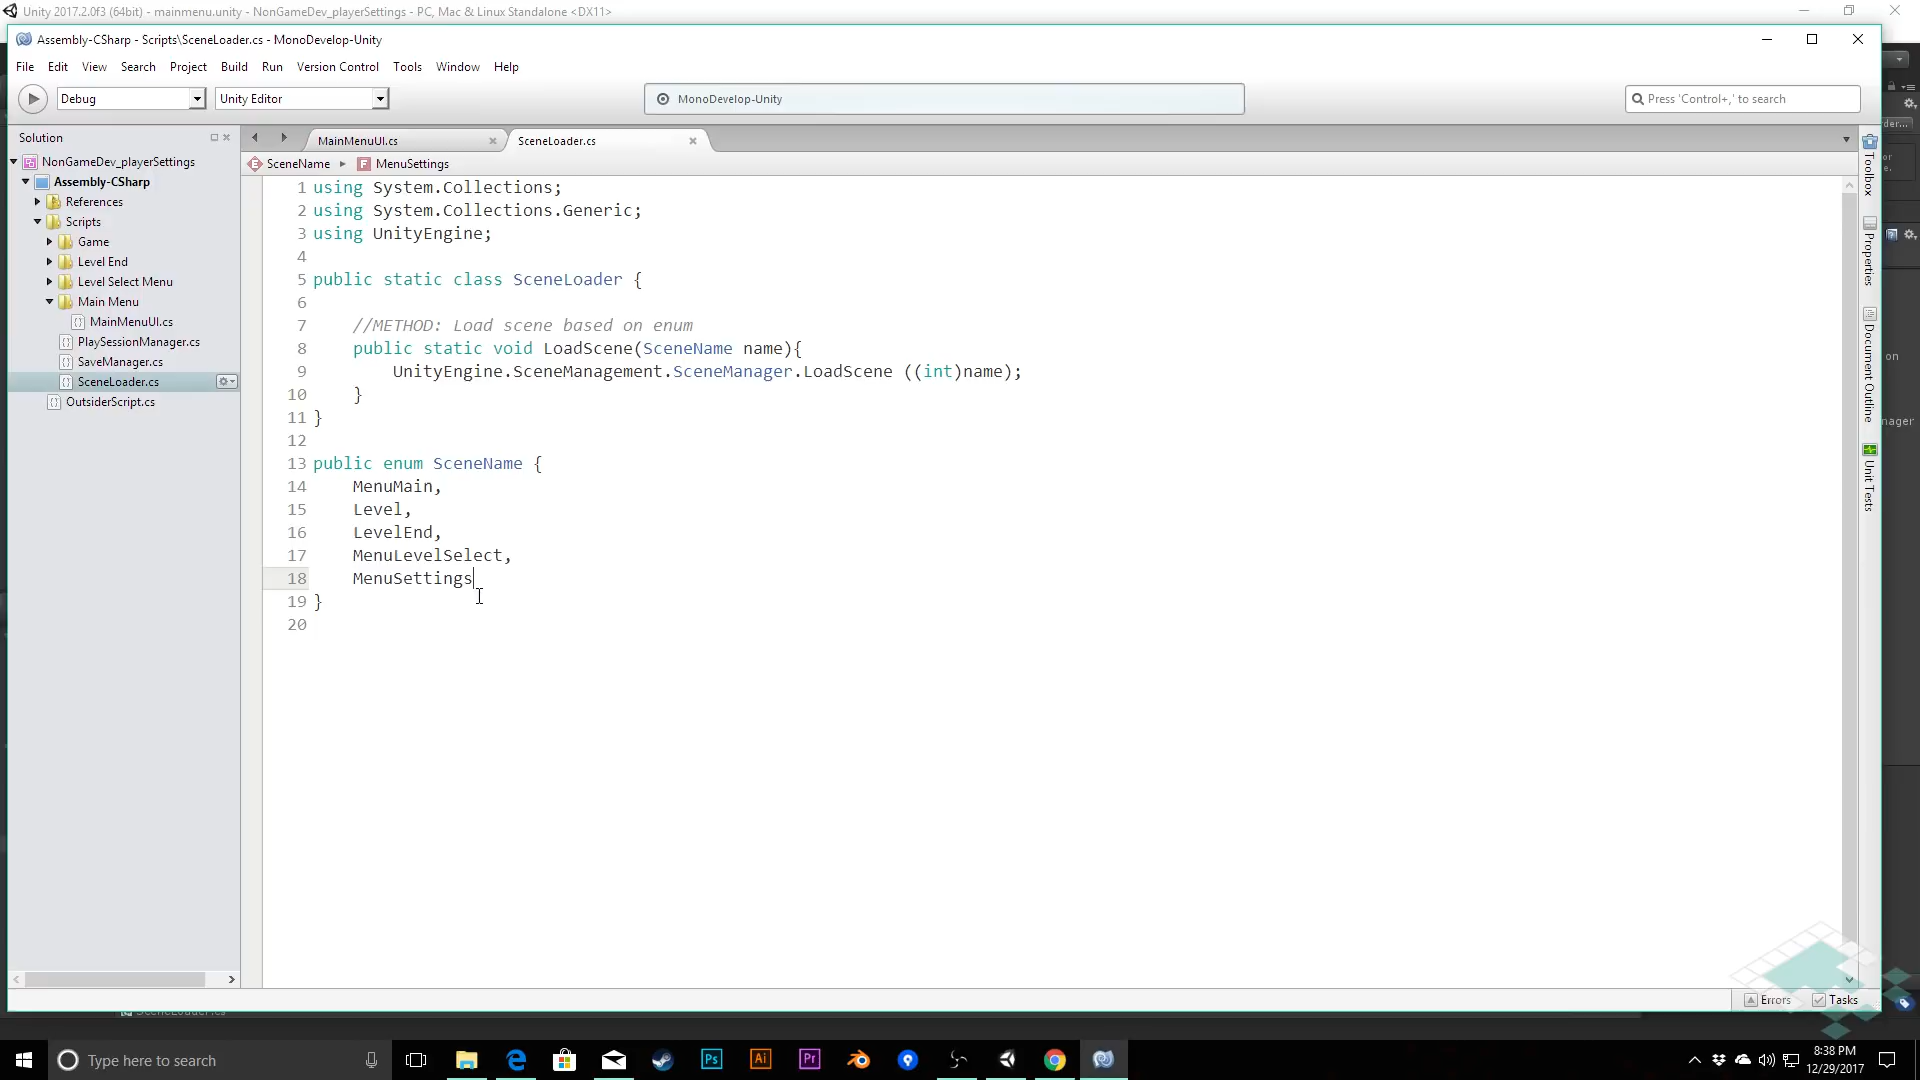 Unity 2017.2.0f3 (64bit) - mainmenu.unity - NonGameDev_playerSettings - PC, Mac & Linux Standalone <DX11>
Assembly-CSharp - Scripts\SceneLoader.cs - MonoDevelop-Unity
File Edit View Search Project Build Run Version Control Tools Window Help
Debug Unity Editor MonoDevelop-Unity Press 'Control+,' to search
Solution
NonGameDev_playerSettings
Assembly-CSharp
References
Scripts
Game
Level End
Level Select Menu
Main Menu
MainMenuUI.cs
PlaySessionManager.cs
SaveManager.cs
SceneLoader.cs
OutsiderScript.cs
MainMenuUI.cs SceneLoader.cs
SceneName MenuSettings
1 using System.Collections;
2 using System.Collections.Generic;
3 using UnityEngine;
4
5 public static class SceneLoader {
6
7 //METHOD: Load scene based on enum
8 public static void LoadScene(SceneName name){
9 UnityEngine.SceneManagement.SceneManager.LoadScene ((int)name);
10 }
11 }
12
13 public enum SceneName {
14 MenuMain,
15 Level,
16 LevelEnd,
17 MenuLevelSelect,
18 MenuSettings
19 }
20
Toolbox
Properties
Document Outline
Unit Tests
Errors Tasks
Type here to search
Ps Ai Pr
8:38 PM
12/29/2017